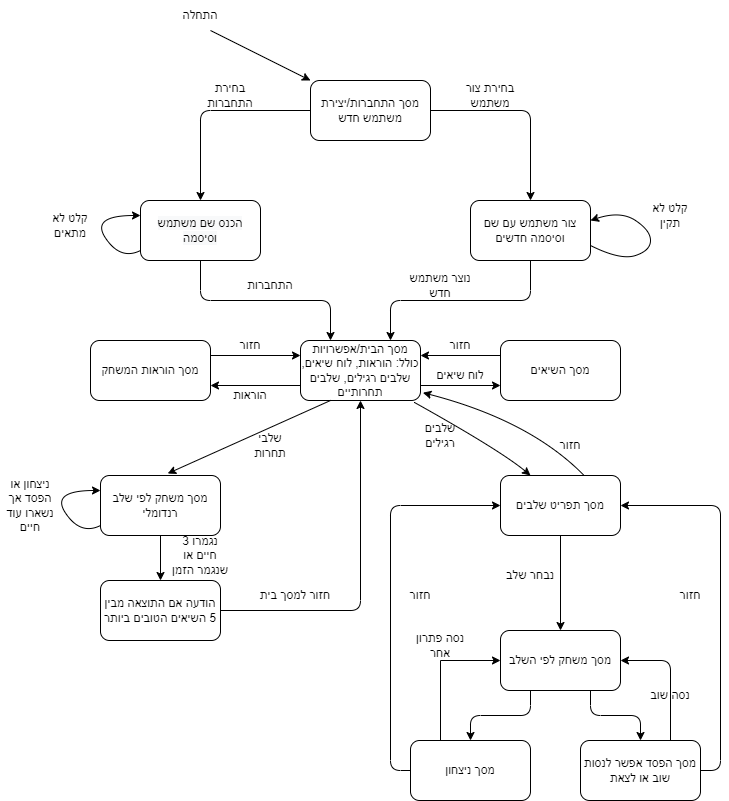 התחלה
מסך התחברות/יצירת
משתמש חדש
בחירת צור
משתמש
בחירת
התחברות
צור משתמש עם שם
וסיסמה חדשים
קלט לא
תקין
הכנס שם משתמש
וסיסמה
קלט לא
מתאים
נוצר משתמש
חדש
התחברות
מסך הבית/אפשרויות
כולל: הוראות, לוח שיאים,
שלבים רגילים, שלבים
תחרותיים
חזור
לוח שיאים
מסך השיאים
חזור
הוראות
מסך הוראות המשחק
שלבים
רגילים
חזור
שלבי
תחרות
מסך תפריט שלבים
מסך משחק לפי שלב
רנדומלי
ניצחון או
הפסד אך
נשארו עוד
חיים
נגמרו 3
חיים או
שנגמר הזמן
הודעה אם התוצאה מבין
5 השיאים הטובים ביותר
חזור למסך בית
נבחר שלב
חזור
חזור
מסך משחק לפי השלב
נסה פתרון
אחר
נסה שוב
מסך הפסד אפשר לנסות
שוב או לצאת
מסך ניצחון